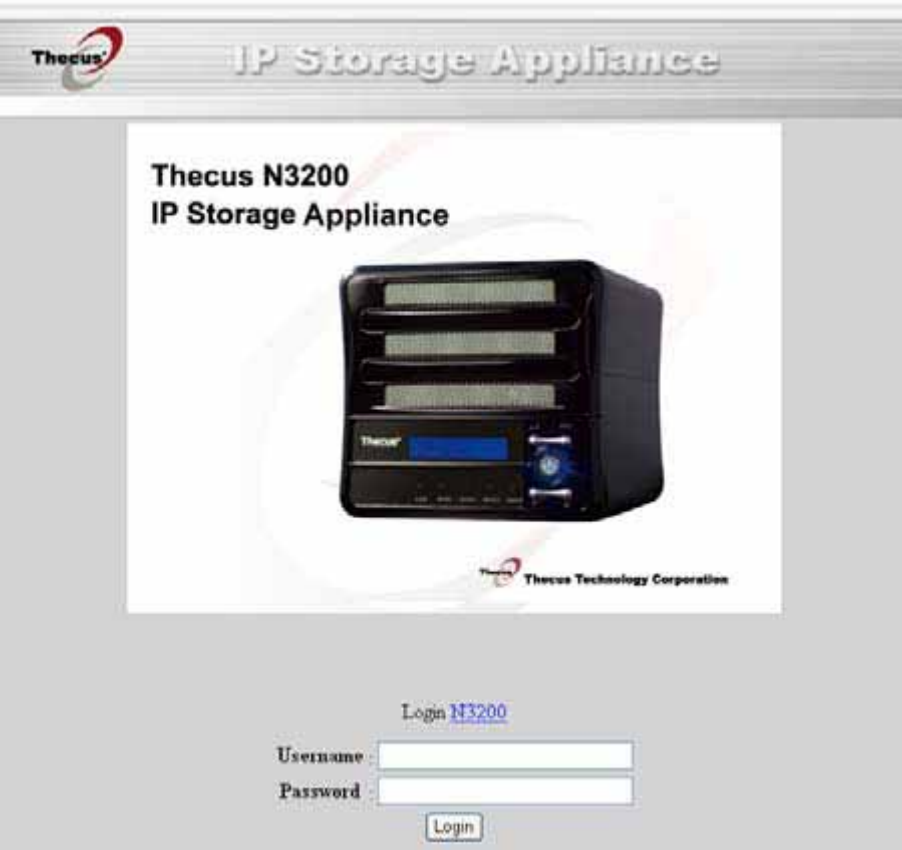 Thecus
IP Storage Appliance
Thecus N3200
IP Storage Appliance
Thecus
Thecus
Thecus Technology Corporation
Login N3200
Username
Password
Login